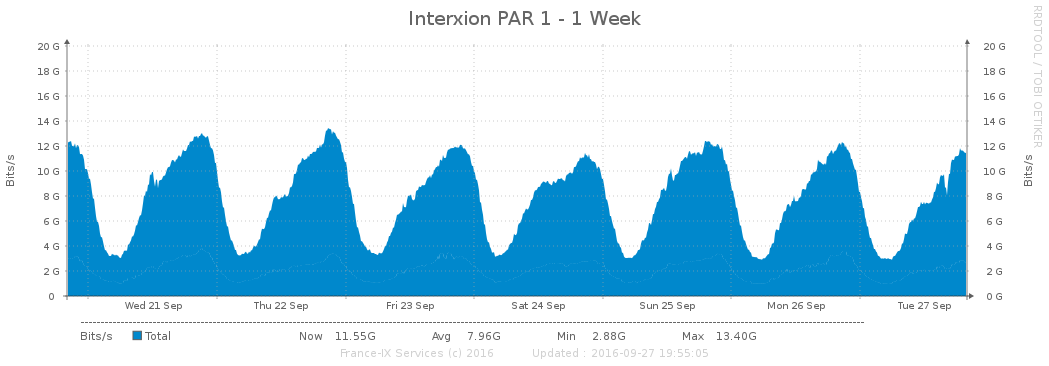 Interxion PAR 1 - 1 Week
RRDTOOL / TOBI OETIKER
Bits/s
20 G 20 G
18 G 18 G
16 G 16 G
14 G 14 G
12 G 12 G
10 G 10 G
8 G 8 G
6 G 6 G
4 G 4 G
2 G 2 G
0 0 G
Bits/s
Wed 21 Sep Thu 22 Sep Fri 23 Sep Sat 24 Sep Sun 25 Sep Mon 26 Sep Tue 27 Sep
Bits/s Total Now 11.55G Avg 7.96G Min 2.88G Max 13.40G
France-IX Services (c) 2016 Updated : 2016-09-27 19:55:05